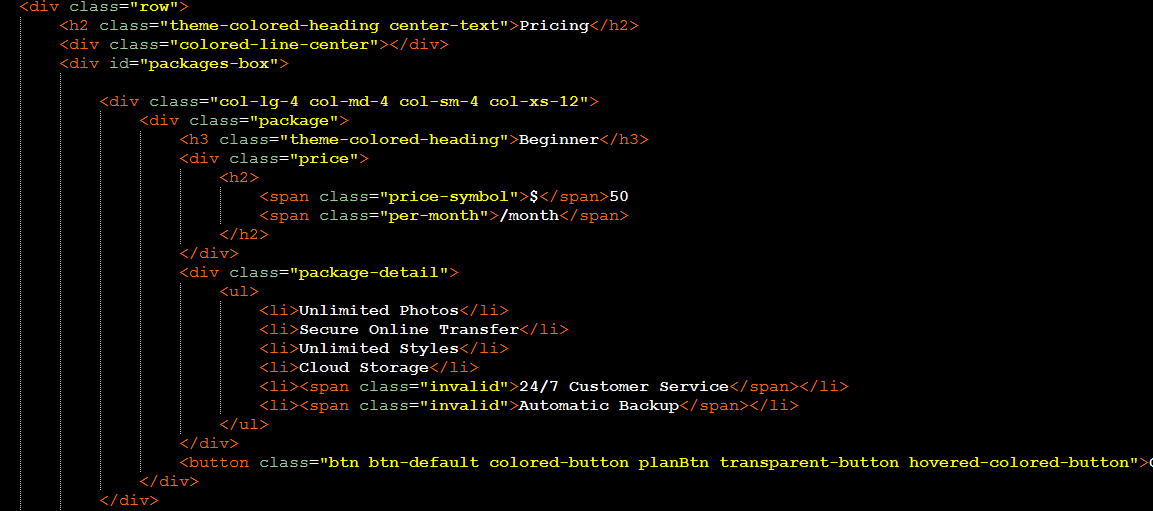 <div class="row">
<h2 class="theme-colored-heading center-text">Pricing</h2>
<div class="colored-line-center"></div>
<div id="packages-box">
<div class="col-lg-4 col-md-4 col-sm-4 col-xs-12">
<div class="package">
<h3 class="theme-colored-heading">Beginner</h3>
<div class="price">
<h2>
<span class="price-symbol">$</span>50
<span class="per-month">/month</span>
</h2>
</div>
<div class="package-detail">
<ul>
<li>Unlimited Photos</li>
<li>Secure Online Transfer</li>
<li>Unlimited Styles</li>
<li>Cloud Storage</li>
<li><span class="invalid">24/7 Customer Service</span></li>
<li><span class="invalid">Automatic Backup</span></li>
</ul>
</div>
<button class="btn btn-default colored-button planBtn transparent-button hovered-colored-button">
</div>
</div>